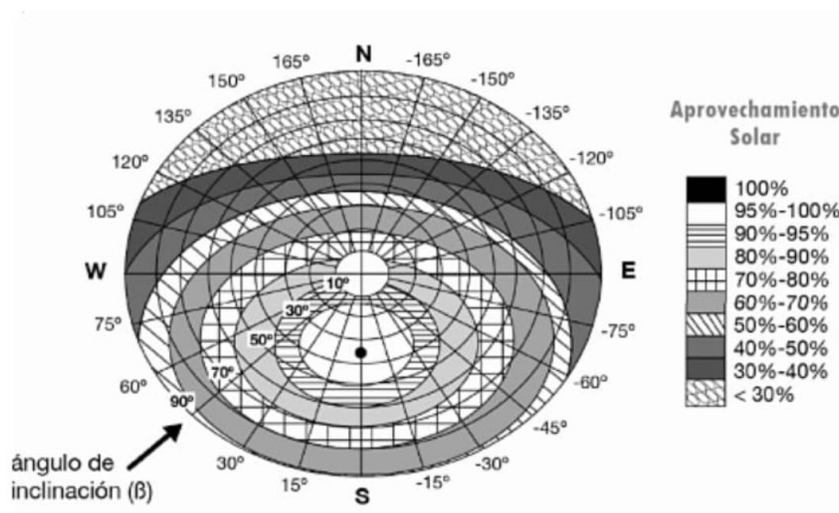 N
165º
-165º
150º
-150º
135º
-135º
120º
-120º
105º
-105º
W
E
75º
-75º
60º
-60º
-45º
30º
-30º
15º
-15º
S
10º
30º
50º
70º
90º
ángulo de
inclinación (ß)
Aprovechamiento
Solar
100%
95%-100%
90%-95%
80%-90%
70%-80%
60%-70%
50%-60%
40%-50%
30%-40%
< 30%